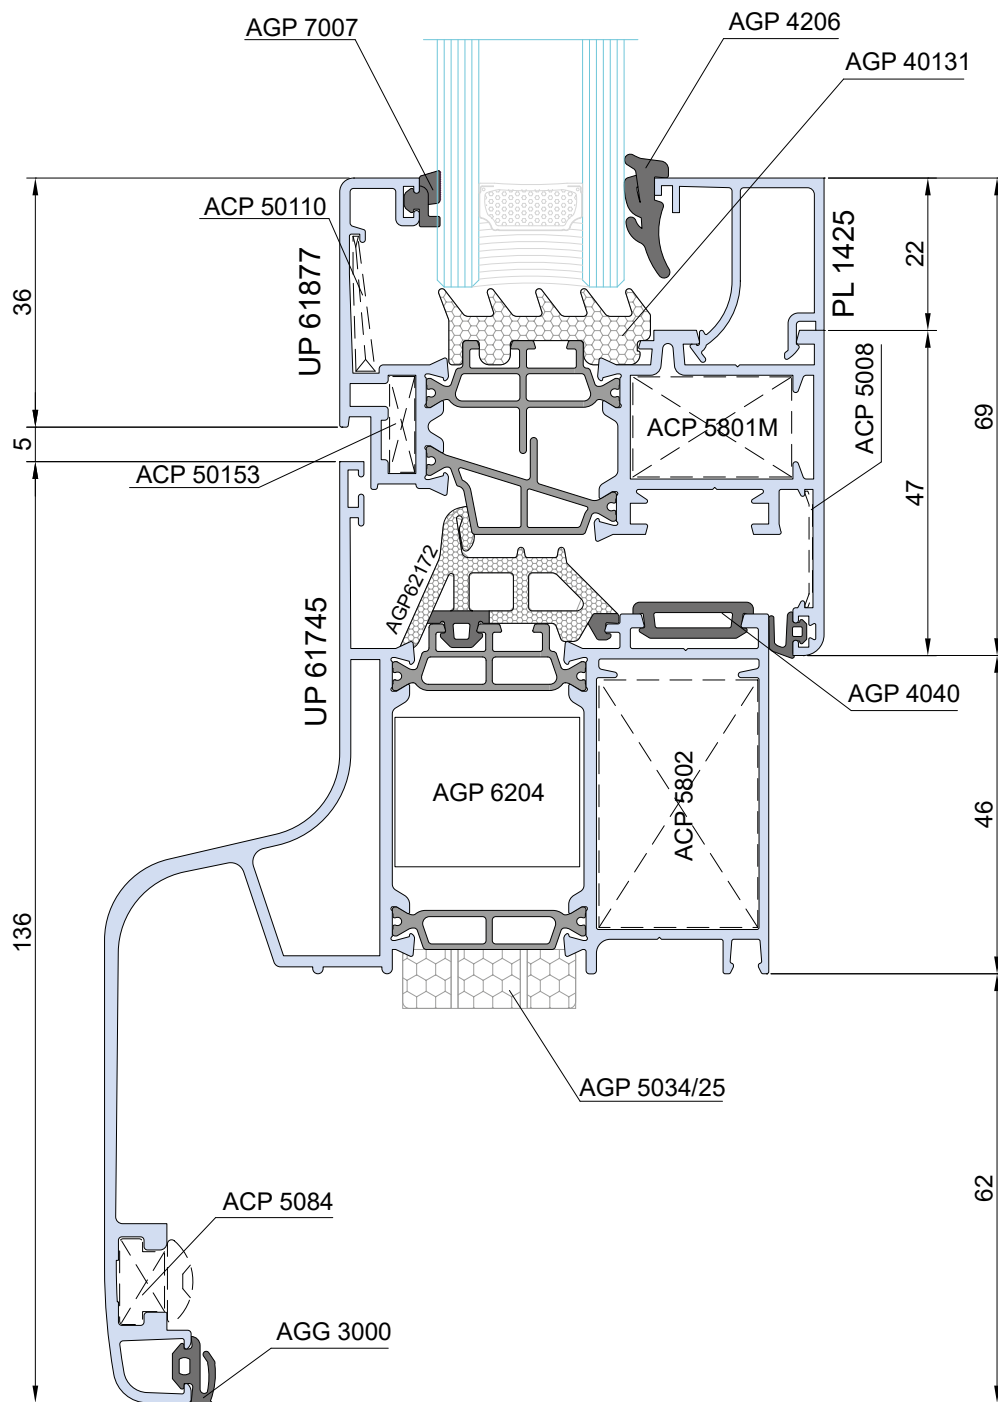 AGP 7007
AGP 4206
AGP 40131
ACP 50110
UP 61877
PL 1425
22
36
ACP 5008
69
ACP 5801M
5
ACP 50153
47
AGP62172
UP 61745
AGP 4040
AGP 6204
ACP 5802
46
136
AGP 5034/25
62
ACP 5084
AGG 3000